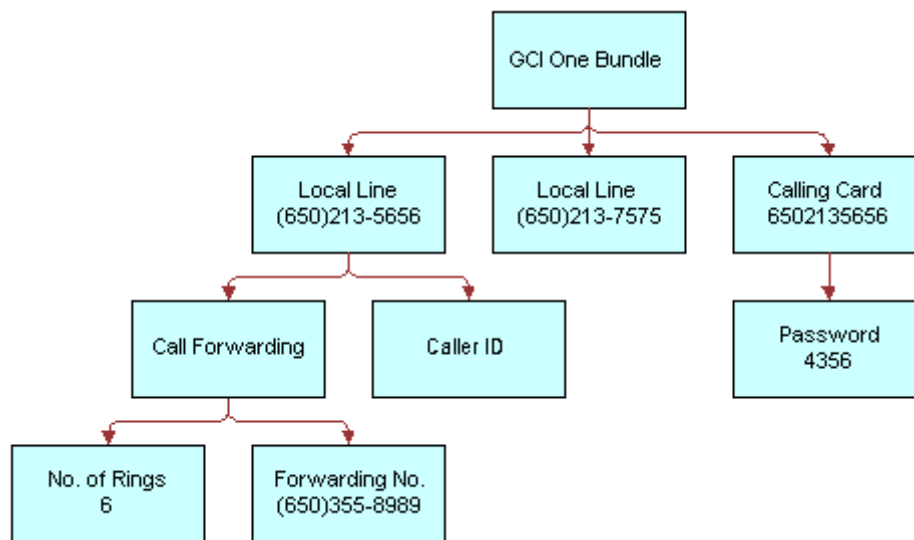 GCI One Bundle
Local Line
(650)213-5656
Local Line
(650)213-7575
Calling Card
6502135656
Call Forwarding
Caller ID
Password
4356
No. of Rings
6
Forwarding No.
(650)355-8989